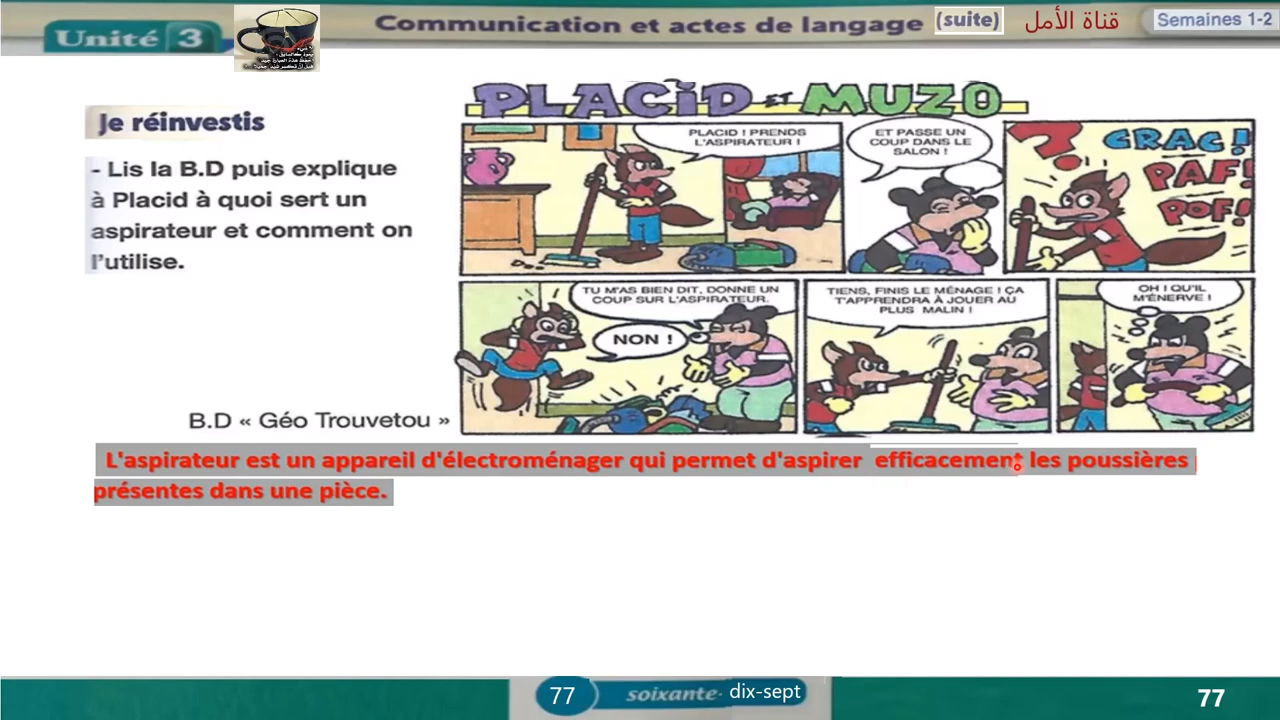 Unité 3
Communication et actes de langage (suite)
قناة الأمل
Semaines 1-2
Je réinvestis
- Lis la B.D puis explique
à Placid à quoi sert un
aspirateur et comment on
l'utilise.
B.D « Géo Trouvetou »
PLACID ET MUZO
PLACID ! PRENDS
L'ASPIRATEUR !
ET PASSE UN
COUP DANS LE
SALON !
?
CRAC!
PAF!
POF!
TU M'AS BIEN DIT, DONNE UN
COUP SUR L'ASPIRATEUR.
NON !
TIENS, FINIS LE MÉNAGE ! ÇA
T'APPRENDRA À JOUER AU
PLUS MALIN !
OH ! QU'IL
M'ÉNERVE !
L'aspirateur est un appareil d'électroménager qui permet d'aspirer efficacement les poussières
présentes dans une pièce.
77 soixante- dix-sept
77